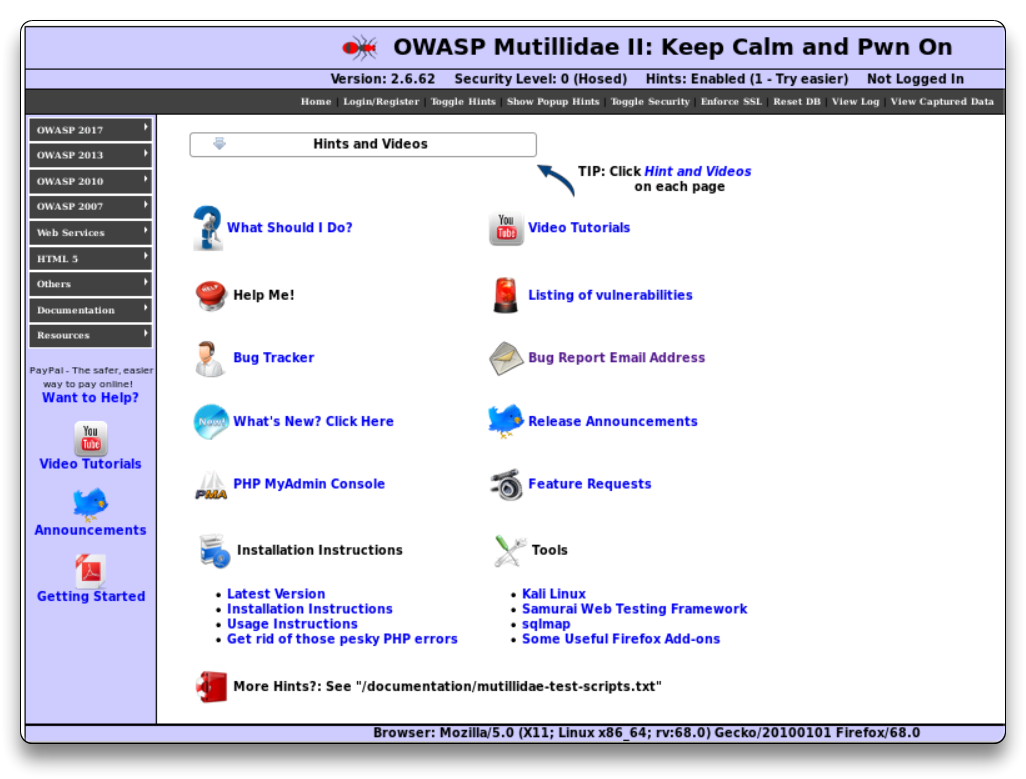 OWASP Mutillidae II: Keep Calm and Pwn On
Version: 2.6.62 Security Level: 0 (Hosed) Hints: Enabled (1 - Try easier) Not Logged In
Home | Login/Register | Toggle Hints | Show Popup Hints | Toggle Security | Enforce SSL | Reset DB | View Log | View Captured Data
OWASP 2017
OWASP 2013
OWASP 2010
OWASP 2007
Web Services
HTML 5
Others
Documentation
Resources
PayPal - The safer, easier
way to pay online!
Want to Help?
You
Tube
Video Tutorials
Announcements
Getting Started
Hints and Videos
TIP: Click Hint and Videos
on each page
What Should I Do?
You
Tube
Video Tutorials
HELP
Help Me!
Listing of vulnerabilities
Bug Tracker
Bug Report Email Address
New!
What's New? Click Here
Release Announcements
PMA
PHP MyAdmin Console
Feature Requests
Installation Instructions
Tools
• Latest Version
• Installation Instructions
• Usage Instructions
• Get rid of those pesky PHP errors
• Kali Linux
• Samurai Web Testing Framework
• sqlmap
• Some Useful Firefox Add-ons
More Hints?: See "/documentation/mutillidae-test-scripts.txt"
Browser: Mozilla/5.0 (X11; Linux x86_64; rv:68.0) Gecko/20100101 Firefox/68.0